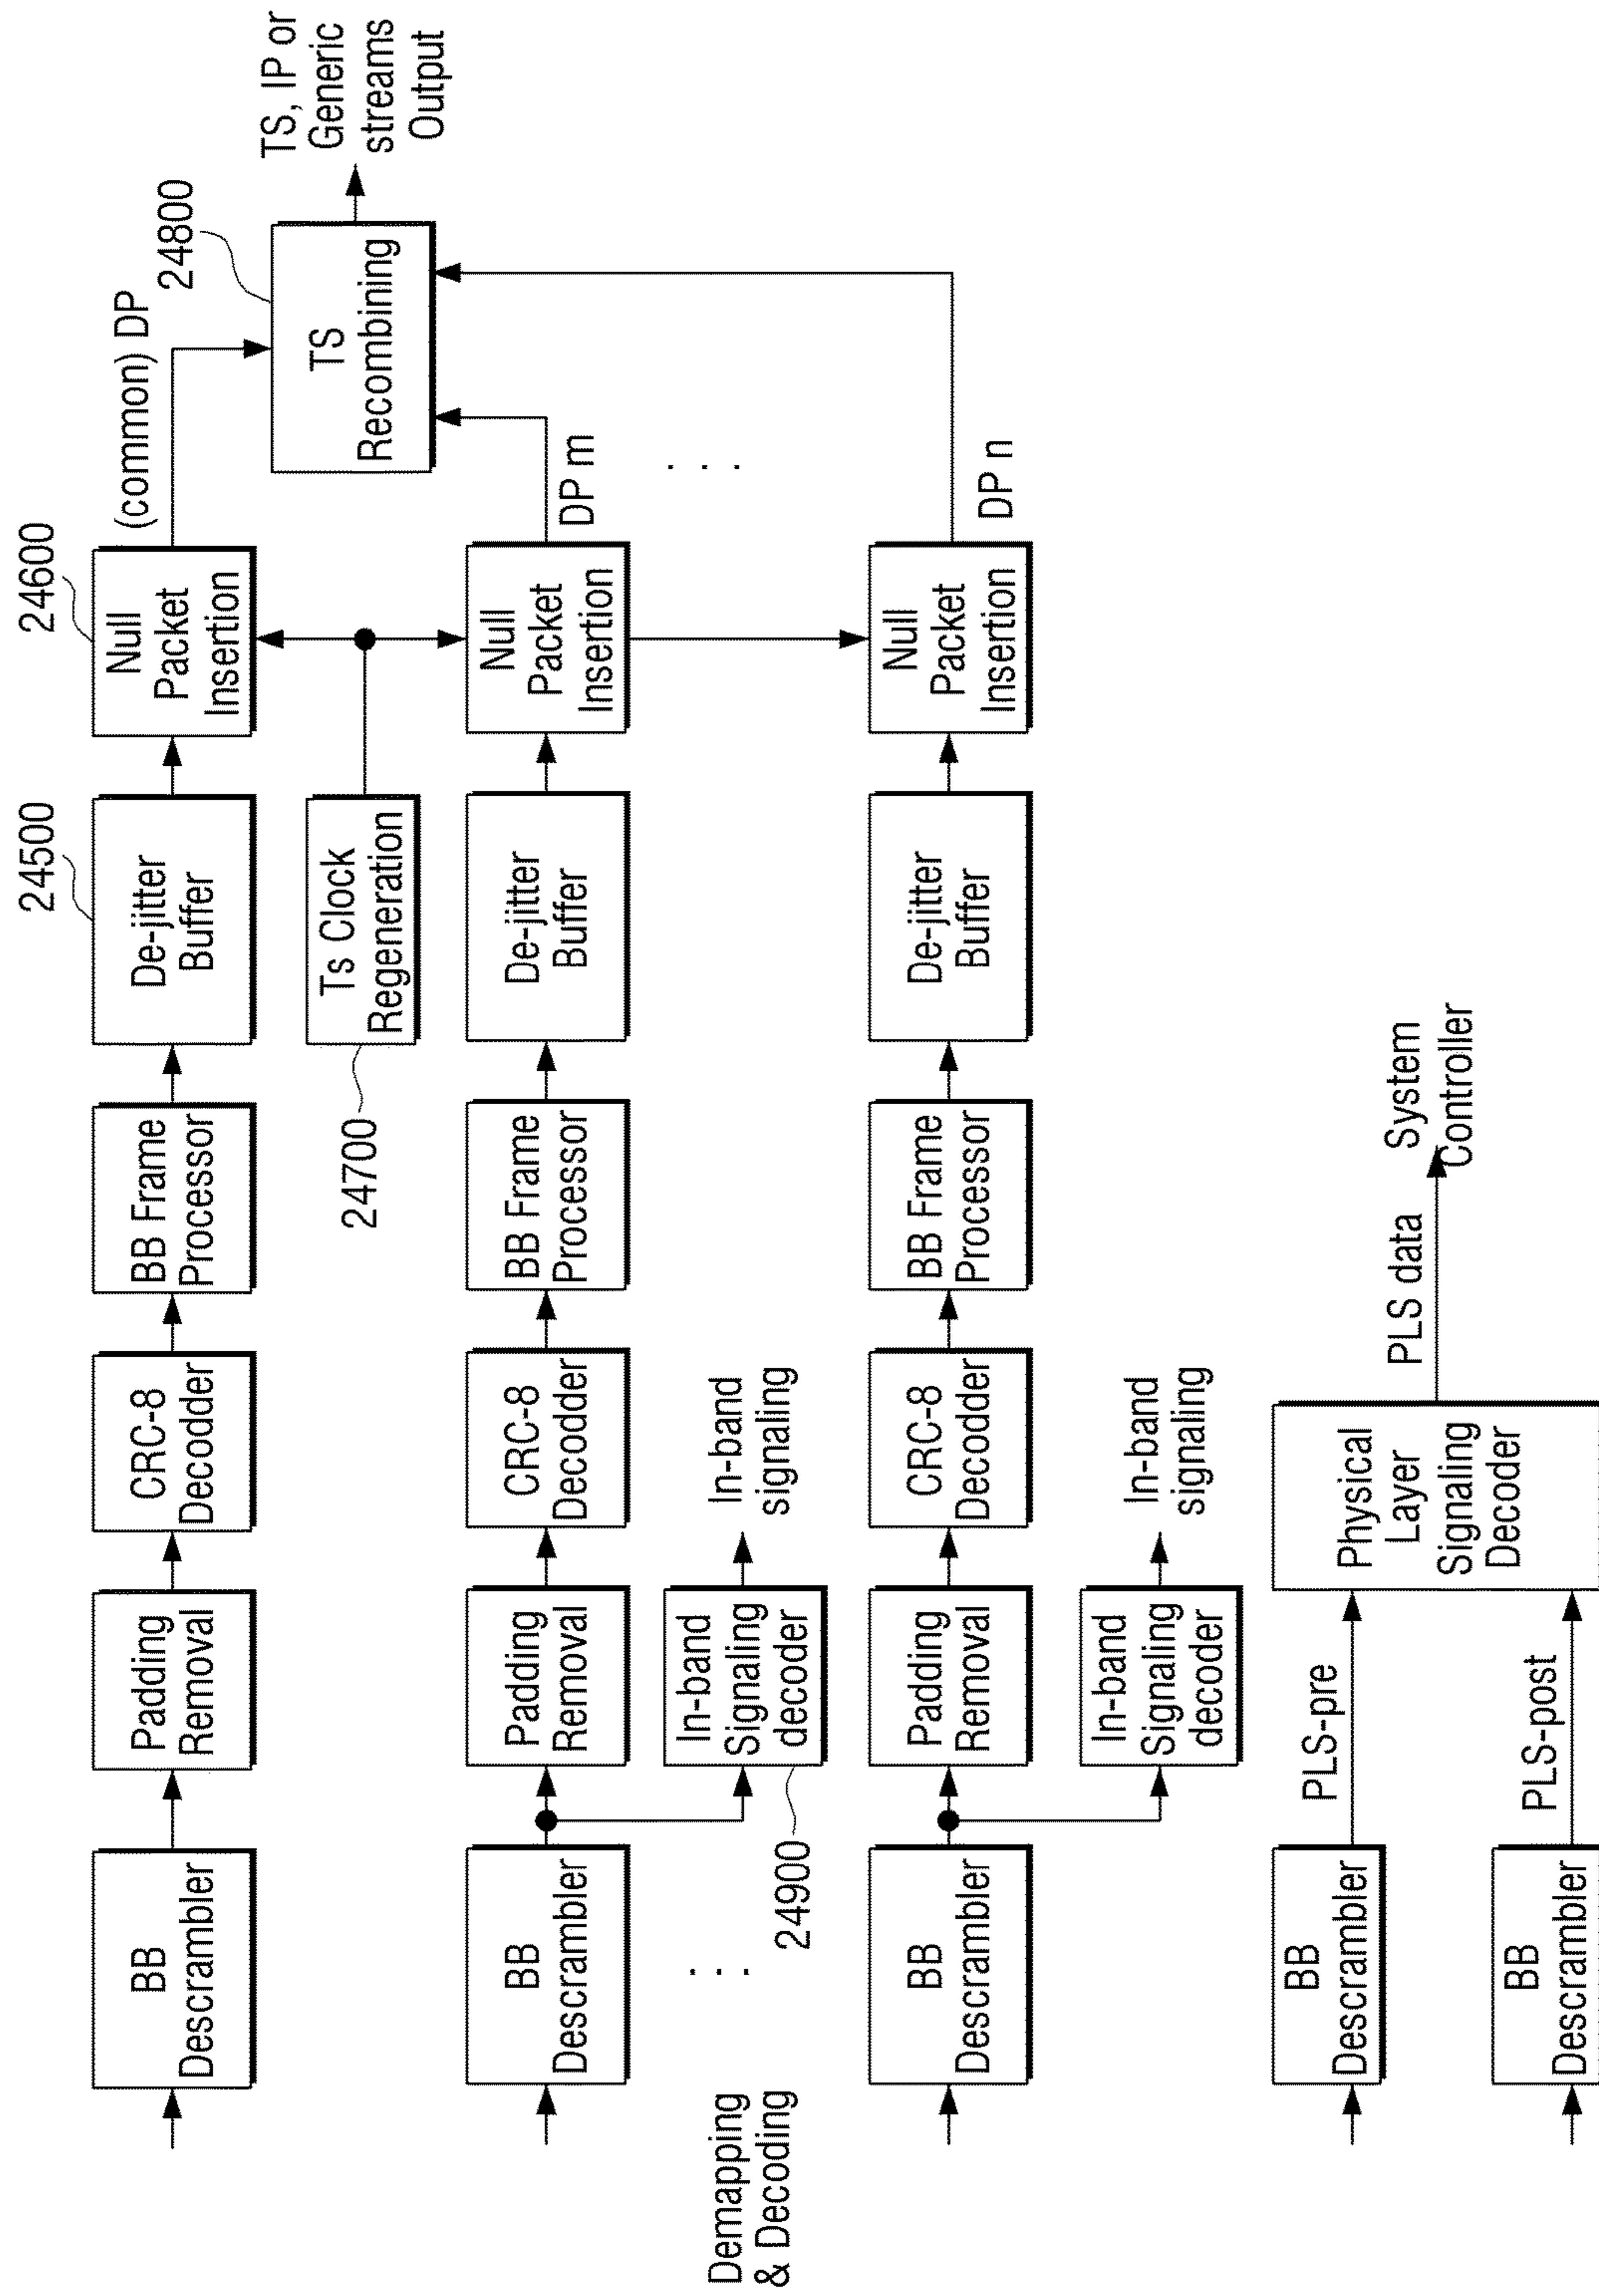 24500
24600
(common) DP
24800
BB
Descrambler
Padding
Removal
CRC-8
Decodder
BB Frame
Processor
De-jitter
Buffer
Null
Packet
Insertion
TS, IP or
Generic
streams
Output
24700
Ts Clock
Regeneration
TS
Recombining
BB
Descrambler
Padding
Removal
CRC-8
Decodder
BB Frame
Processor
De-jitter
Buffer
Null
Packet
Insertion
DP m
Demapping
& Decoding
. . .
24900
In-band
Signaling
decoder
In-band
signaling
. . .
BB
Descrambler
Padding
Removal
CRC-8
Decodder
BB Frame
Processor
De-jitter
Buffer
Null
Packet
Insertion
DP n
In-band
Signaling
decoder
In-band
signaling
BB
Descrambler
PLS-pre
Physical
Layer
Signaling
Decoder
PLS data
System
Controller
BB
Descrambler
PLS-post